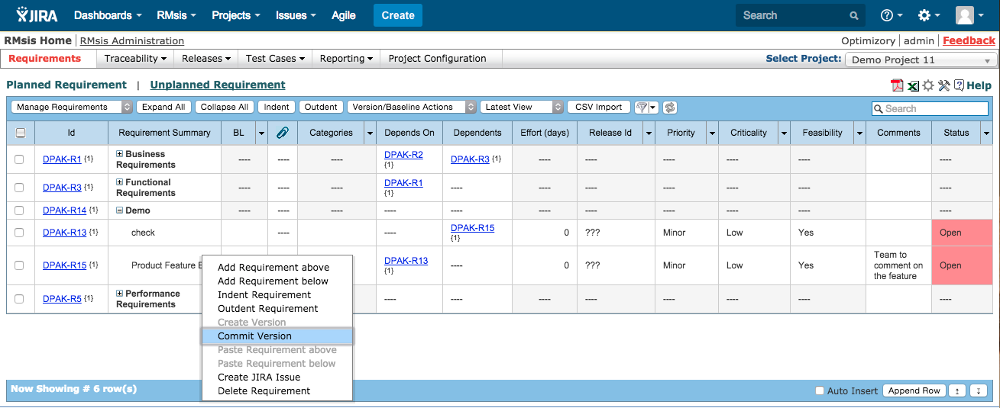 JIRA Dashboards RMsis Projects Issues Agile Create Search
RMsis Home | RMsis Administration Optimizory | admin | Feedback
Requirements Traceability Releases Test Cases Reporting Project Configuration Select Project: Demo Project 11
Planned Requirement | Unplanned Requirement Help
Manage Requirements Expand All Collapse All Indent Outdent Version/Baseline Actions Latest View CSV Import Search
Id Requirement Summary BL Categories Depends On Dependents Effort (days) Release Id Priority Criticality Feasibility Comments Status
DPAK-R1 {1} Business Requirements ---- ---- ---- DPAK-R2 {1} DPAK-R3 {1} ---- ---- ---- ---- ---- ----
DPAK-R3 {1} Functional Requirements ---- ---- ---- DPAK-R1 {1} ---- ---- ---- ---- ---- ---- ----
DPAK-R14 {1} Demo ---- ---- ---- ---- ---- ---- ---- ---- ---- ---- ----
DPAK-R13 {1} check ---- ---- DPAK-R15 {1} 0 ??? Minor Low Yes Open
DPAK-R15 {1} Product Feature DPAK-R13 {1} ---- 0 ??? Minor Low Yes Team to comment on the feature Open
DPAK-R5 {1} Performance Requirements ---- ---- ---- ---- ---- ---- ---- ----
Add Requirement above
Add Requirement below
Indent Requirement
Outdent Requirement
Create Version
Commit Version
Paste Requirement above
Paste Requirement below
Create JIRA Issue
Delete Requirement
Now Showing # 6 row(s) Auto Insert Append Row